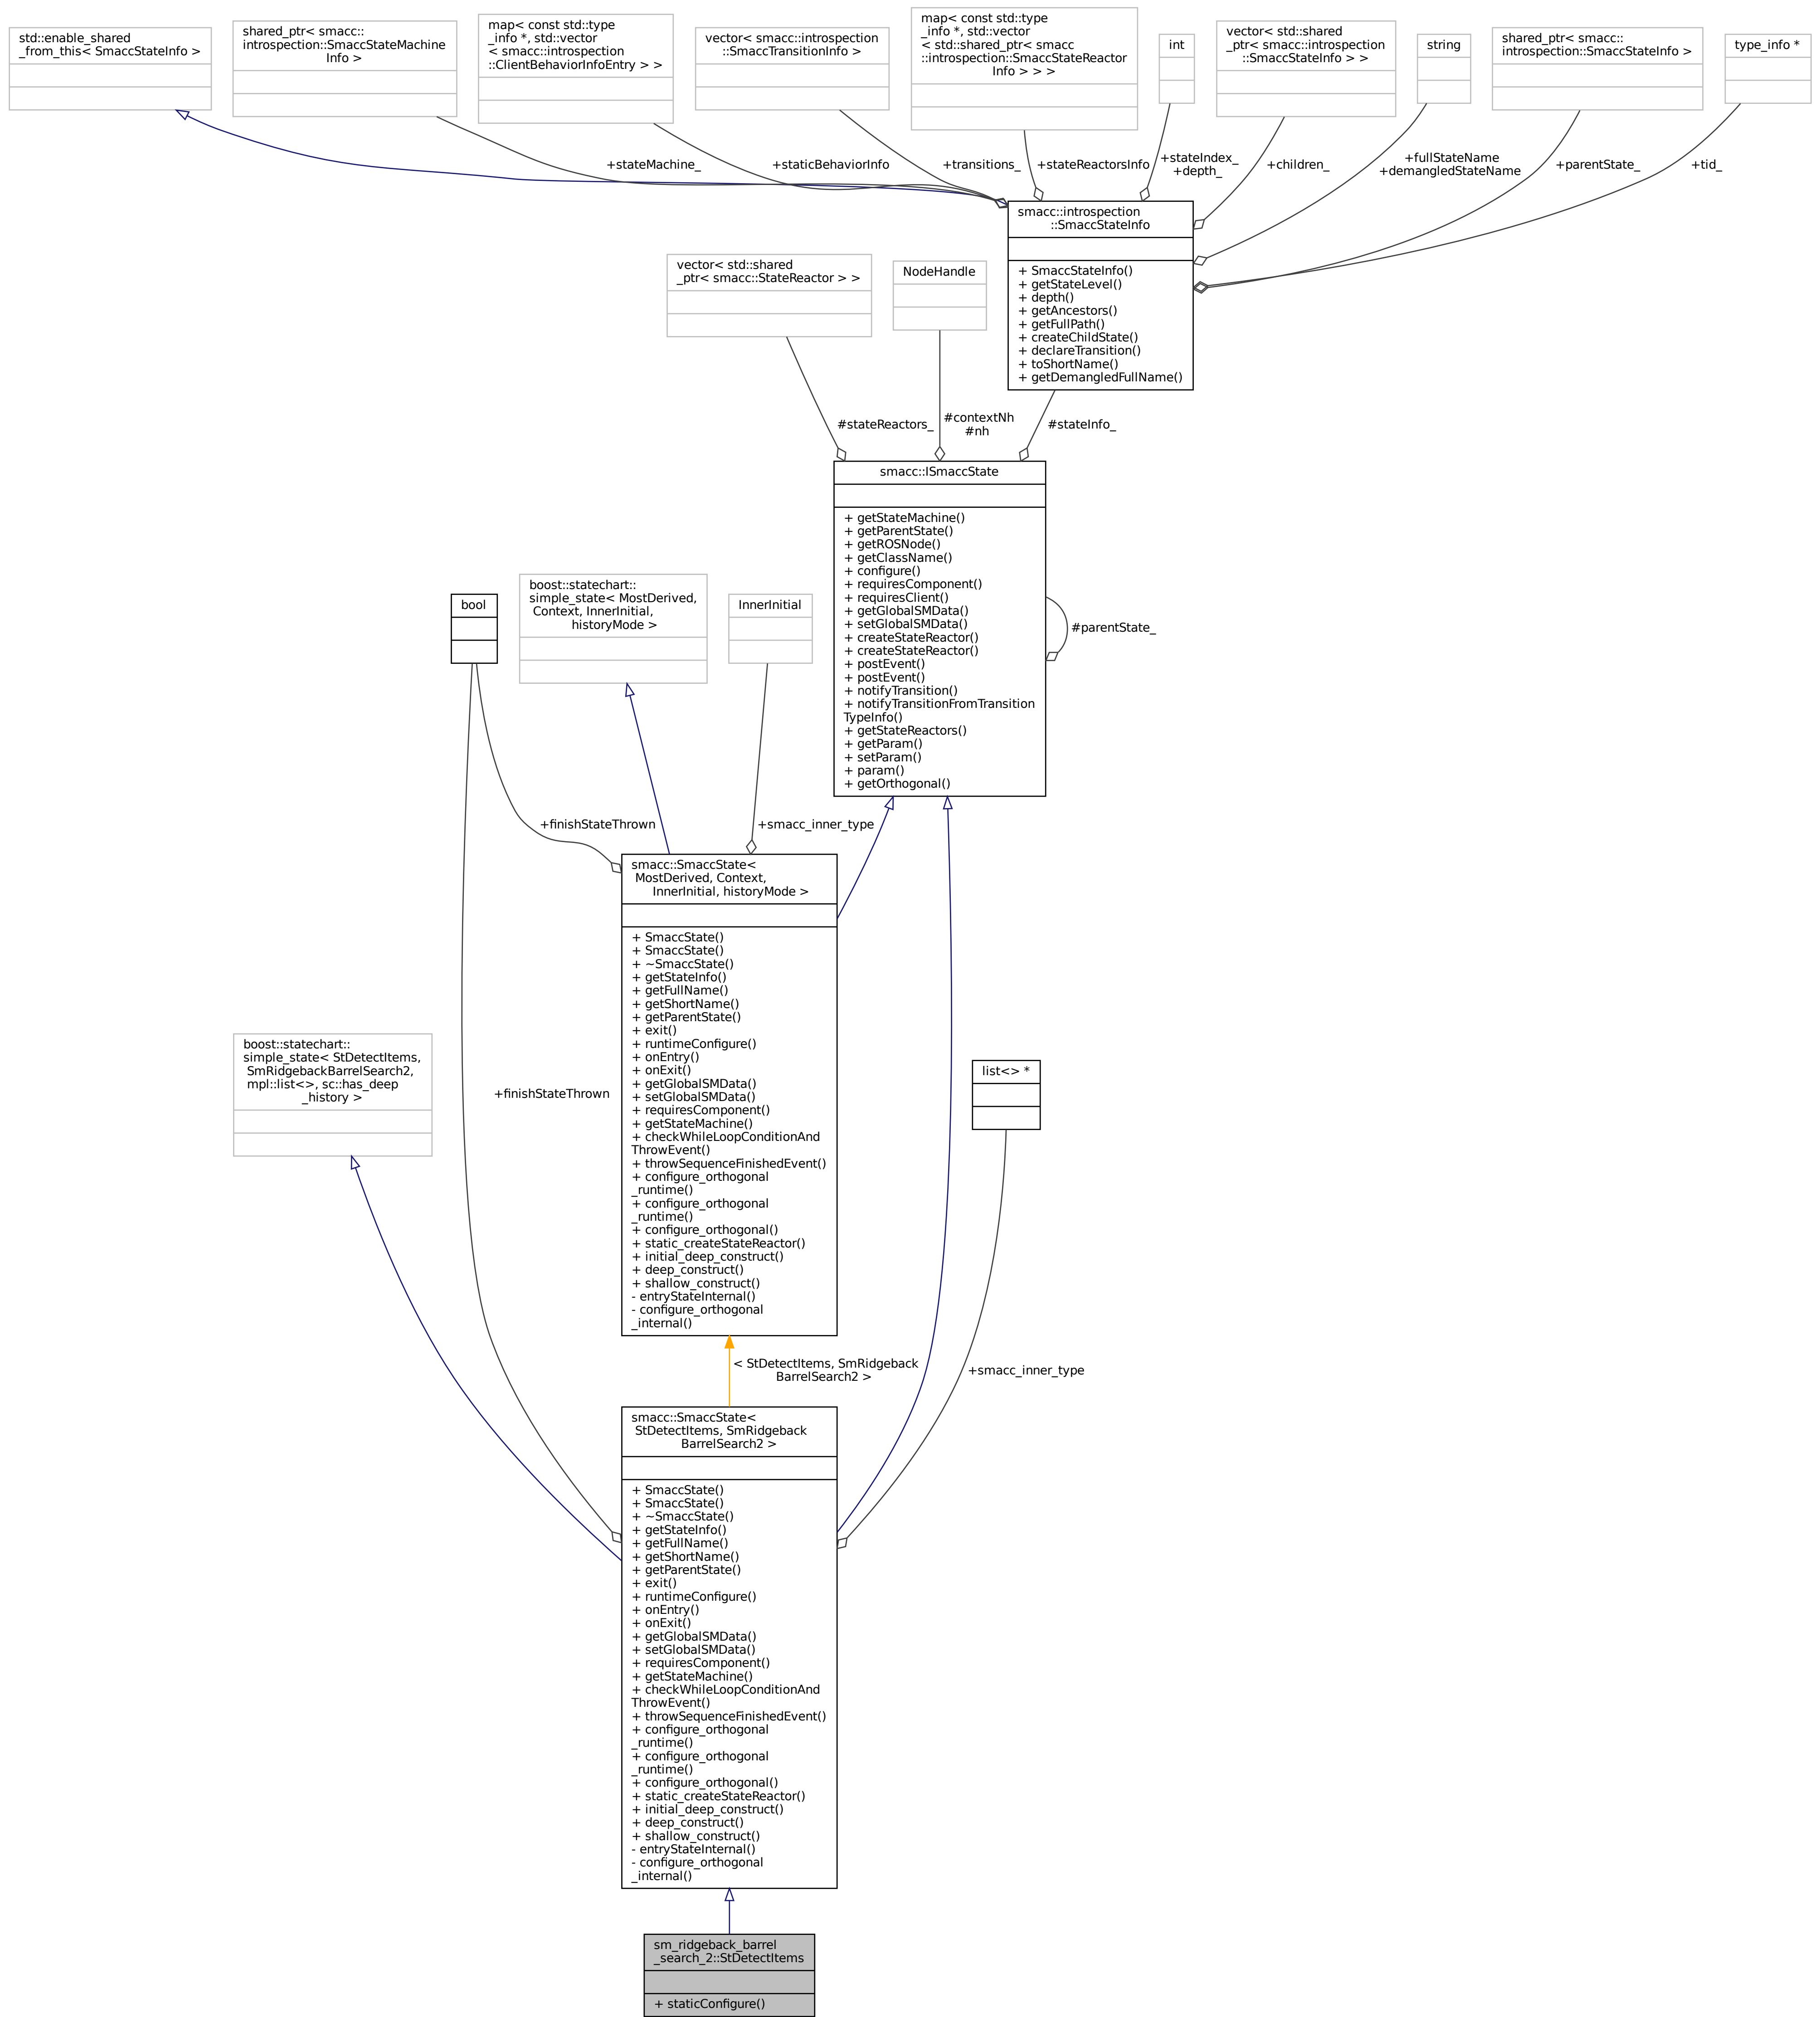 std::enable_shared
_from_this< SmaccStateInfo >
shared_ptr< smacc::
introspection::SmaccStateMachine
Info >
map< const std::type
_info *, std::vector
< smacc::introspection
::ClientBehaviorInfoEntry > >
vector< smacc::introspection
::SmaccTransitionInfo >
map< const std::type
_info *, std::vector
< std::shared_ptr< smacc
::introspection::SmaccStateReactor
Info > > >
int
vector< std::shared
_ptr< smacc::introspection
::SmaccStateInfo > >
string
shared_ptr< smacc::
introspection::SmaccStateInfo >
type_info *
+stateMachine_
+staticBehaviorInfo
+transitions_
+stateReactorsInfo
+stateIndex_
+depth_
+children_
+fullStateName
+demangledStateName
+parentState_
+tid_
smacc::introspection
::SmaccStateInfo
+ SmaccStateInfo()
+ getStateLevel()
+ depth()
+ getAncestors()
+ getFullPath()
+ createChildState()
+ declareTransition()
+ toShortName()
+ getDemangledFullName()
vector< std::shared
_ptr< smacc::StateReactor > >
NodeHandle
#stateReactors_
#contextNh
#nh
#stateInfo_
smacc::ISmaccState
+ getStateMachine()
+ getParentState()
+ getROSNode()
+ getClassName()
+ configure()
+ requiresComponent()
+ requiresClient()
+ getGlobalSMData()
+ setGlobalSMData()
+ createStateReactor()
+ createStateReactor()
+ postEvent()
+ postEvent()
+ notifyTransition()
+ notifyTransitionFromTransition
TypeInfo()
+ getStateReactors()
+ getParam()
+ setParam()
+ param()
+ getOrthogonal()
#parentState_
bool
boost::statechart::
simple_state< MostDerived,
Context, InnerInitial,
historyMode >
InnerInitial
+finishStateThrown
+smacc_inner_type
smacc::SmaccState<
MostDerived, Context,
InnerInitial, historyMode >
+ SmaccState()
+ SmaccState()
+ ~SmaccState()
+ getStateInfo()
+ getFullName()
+ getShortName()
+ getParentState()
+ exit()
+ runtimeConfigure()
+ onEntry()
+ onExit()
+ getGlobalSMData()
+ setGlobalSMData()
+ requiresComponent()
+ getStateMachine()
+ checkWhileLoopConditionAnd
ThrowEvent()
+ throwSequenceFinishedEvent()
+ configure_orthogonal
_runtime()
+ configure_orthogonal
_runtime()
+ configure_orthogonal()
+ static_createStateReactor()
+ initial_deep_construct()
+ deep_construct()
+ shallow_construct()
- entryStateInternal()
- configure_orthogonal
_internal()
boost::statechart::
simple_state< StDetectItems,
SmRidgebackBarrelSearch2,
mpl::list<>, sc::has_deep
_history >
+finishStateThrown
list<> *
< StDetectItems, SmRidgeback
BarrelSearch2 >
+smacc_inner_type
smacc::SmaccState<
StDetectItems, SmRidgeback
BarrelSearch2 >
+ SmaccState()
+ SmaccState()
+ ~SmaccState()
+ getStateInfo()
+ getFullName()
+ getShortName()
+ getParentState()
+ exit()
+ runtimeConfigure()
+ onEntry()
+ onExit()
+ getGlobalSMData()
+ setGlobalSMData()
+ requiresComponent()
+ getStateMachine()
+ checkWhileLoopConditionAnd
ThrowEvent()
+ throwSequenceFinishedEvent()
+ configure_orthogonal
_runtime()
+ configure_orthogonal
_runtime()
+ configure_orthogonal()
+ static_createStateReactor()
+ initial_deep_construct()
+ deep_construct()
+ shallow_construct()
- entryStateInternal()
- configure_orthogonal
_internal()
sm_ridgeback_barrel
_search_2::StDetectItems
+ staticConfigure()